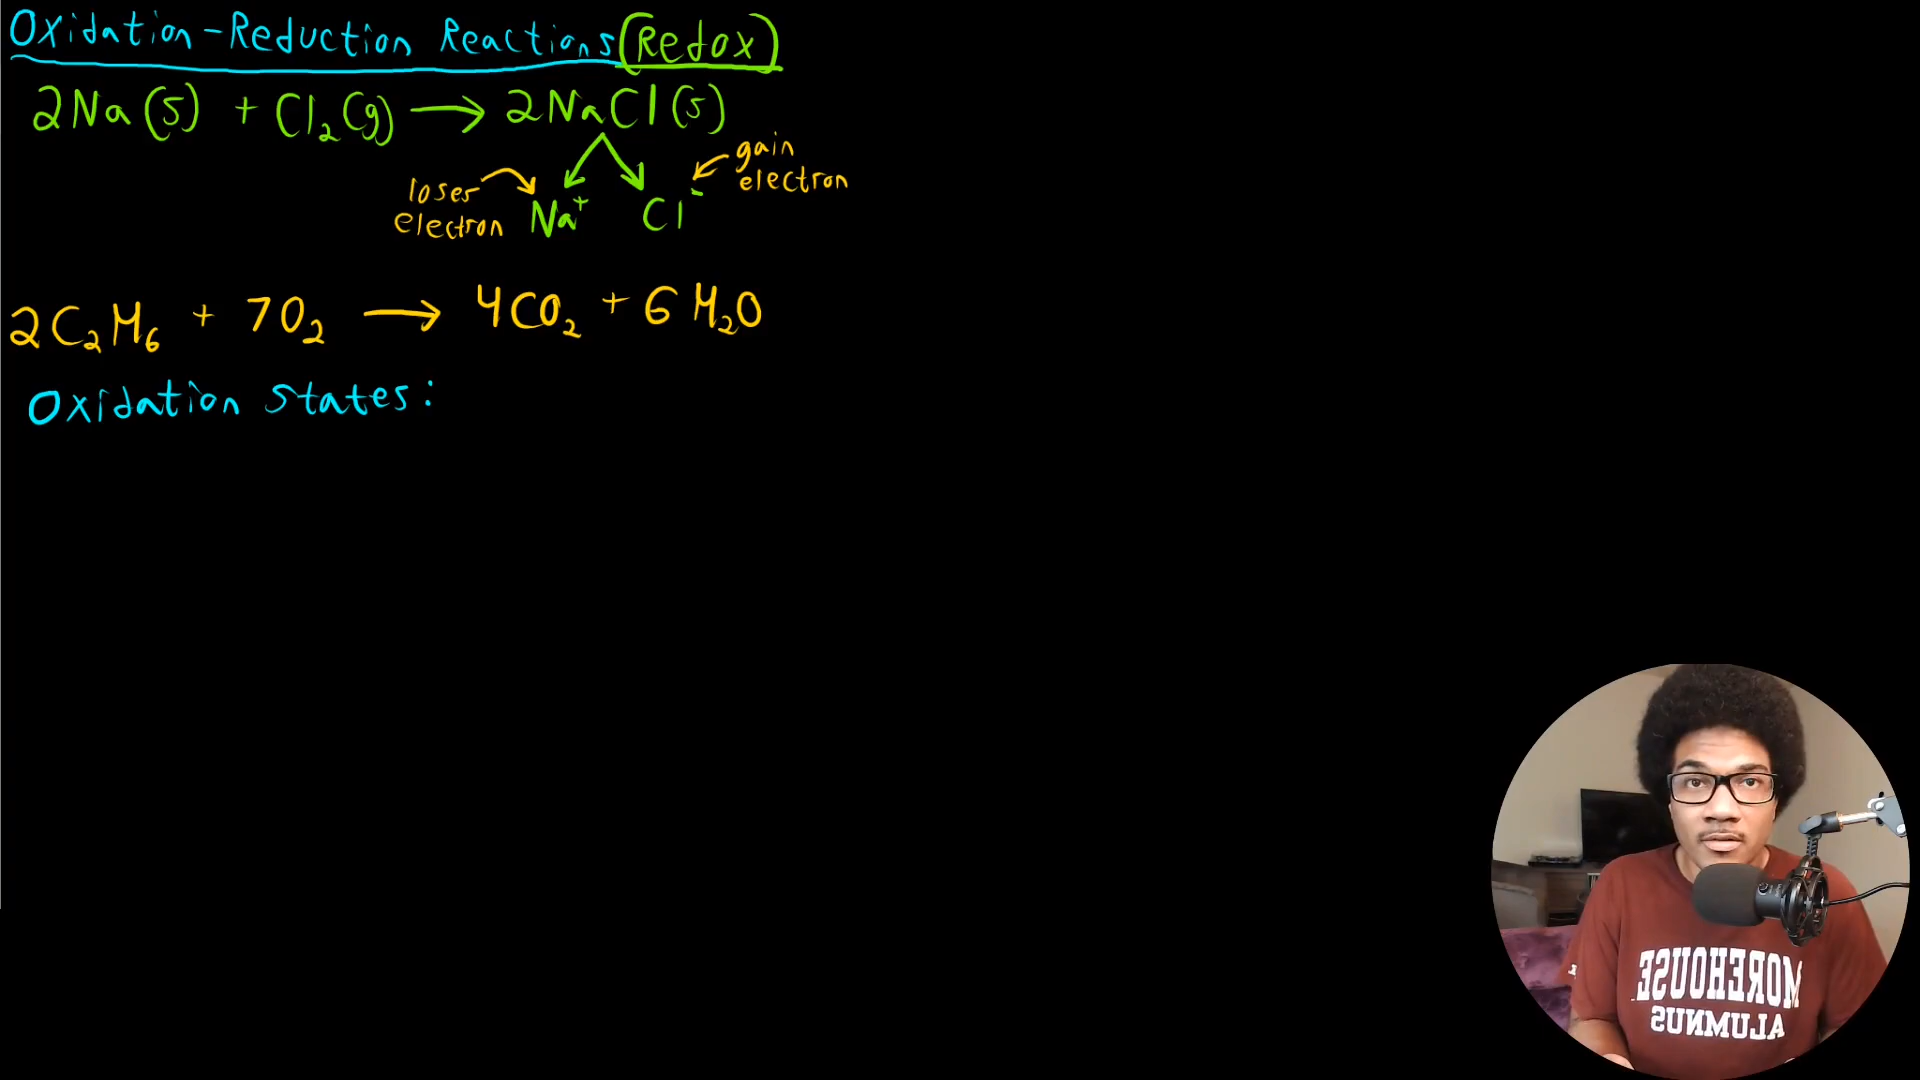 Oxidation-Reduction Reactions (Redox)
2Na(s) + Cl₂(g) → 2NaCl(s)
gain
electron
loses
electron
Na⁺ Cl⁻
2C₂H₆ + 7O₂ → 4CO₂ + 6H₂O
Oxidation States:
MOREHOUSE
ALUMNUS